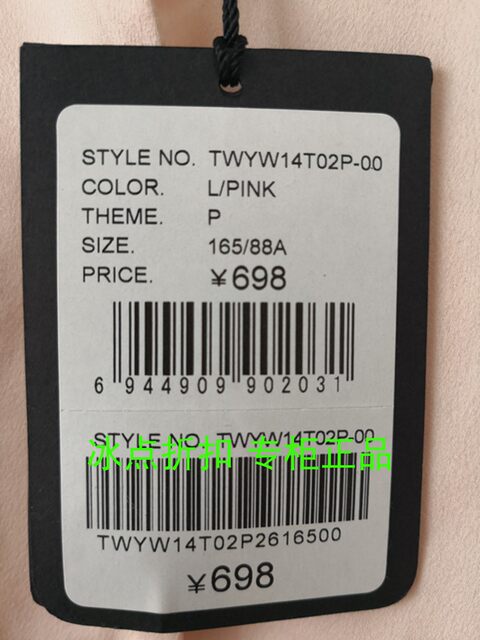 STYLE NO. TWYW14T02P-00
COLOR. L/PINK
THEME. P
SIZE. 165/88A
PRICE. ¥698
6 944909 902031
STYLE NO. TWYW14T02P-00
冰点折扣 专柜正品
TWYW14T02P2616500
¥698